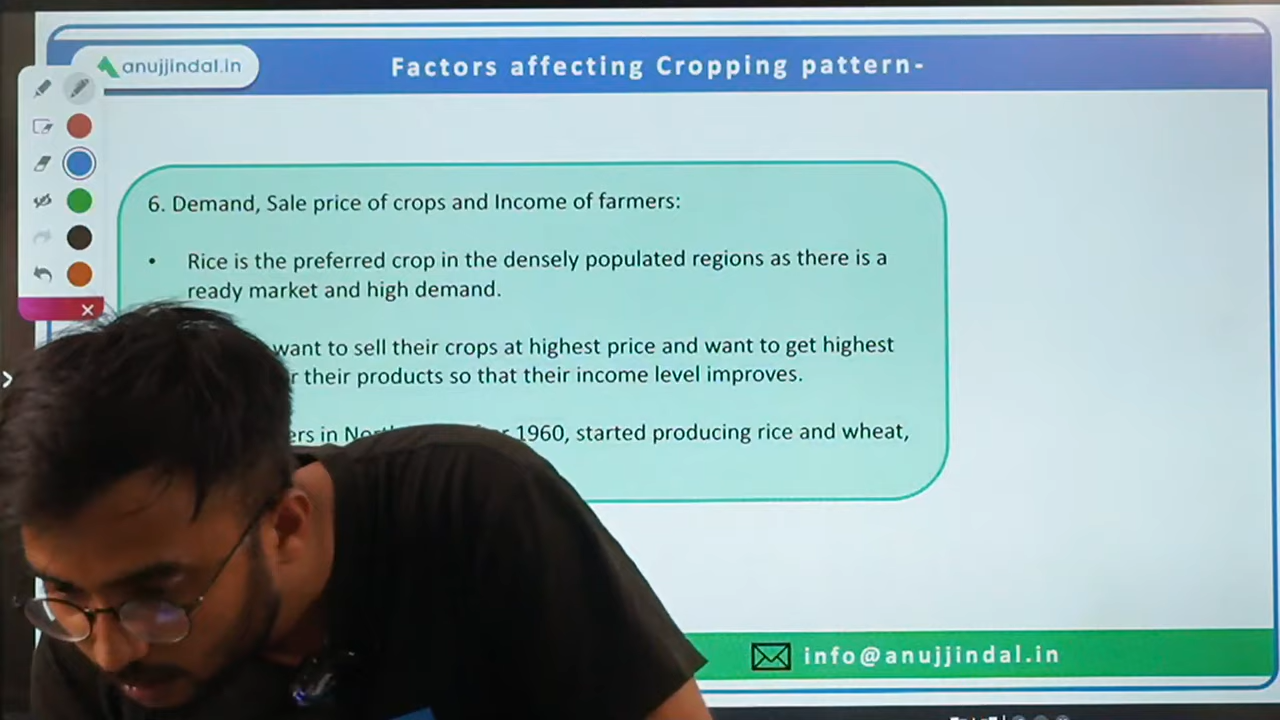 anujjindal.in
Factors affecting Cropping pattern-
6. Demand, Sale price of crops and Income of farmers:
• Rice is the preferred crop in the densely populated regions as there is a
ready market and high demand.
want to sell their crops at highest price and want to get highest
their products so that their income level improves.
1960, started producing rice and wheat,
info@anujjindal.in